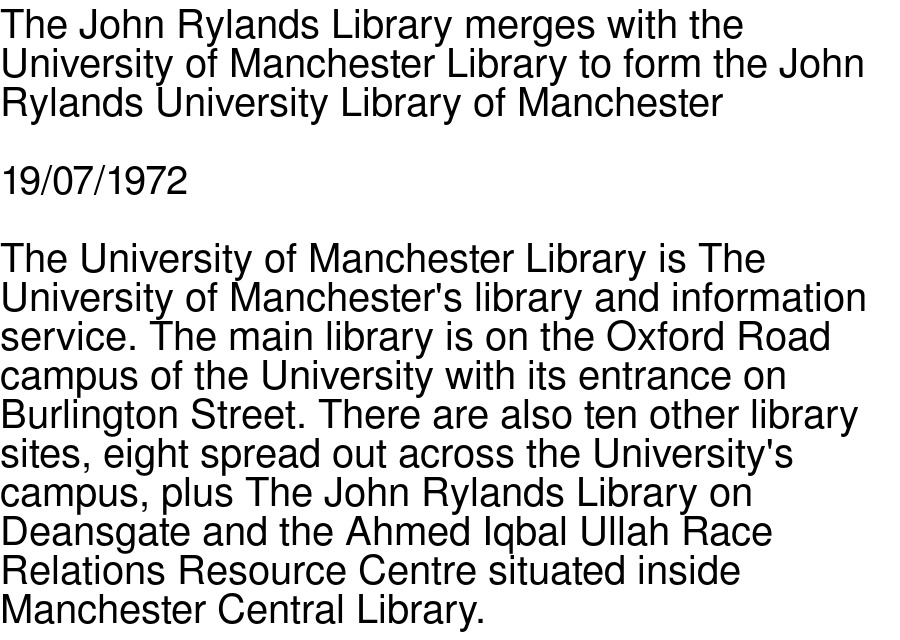 The John Rylands Library merges with the
University of Manchester Library to form the John
Rylands University Library of Manchester
19/07/1972
The University of Manchester Library is The
University of Manchester's library and information
service. The main library is on the Oxford Road
campus of the University with its entrance on
Burlington Street. There are also ten other library
sites, eight spread out across the University's
campus, plus The John Rylands Library on
Deansgate and the Ahmed Iqbal Ullah Race
Relations Resource Centre situated inside
Manchester Central Library.